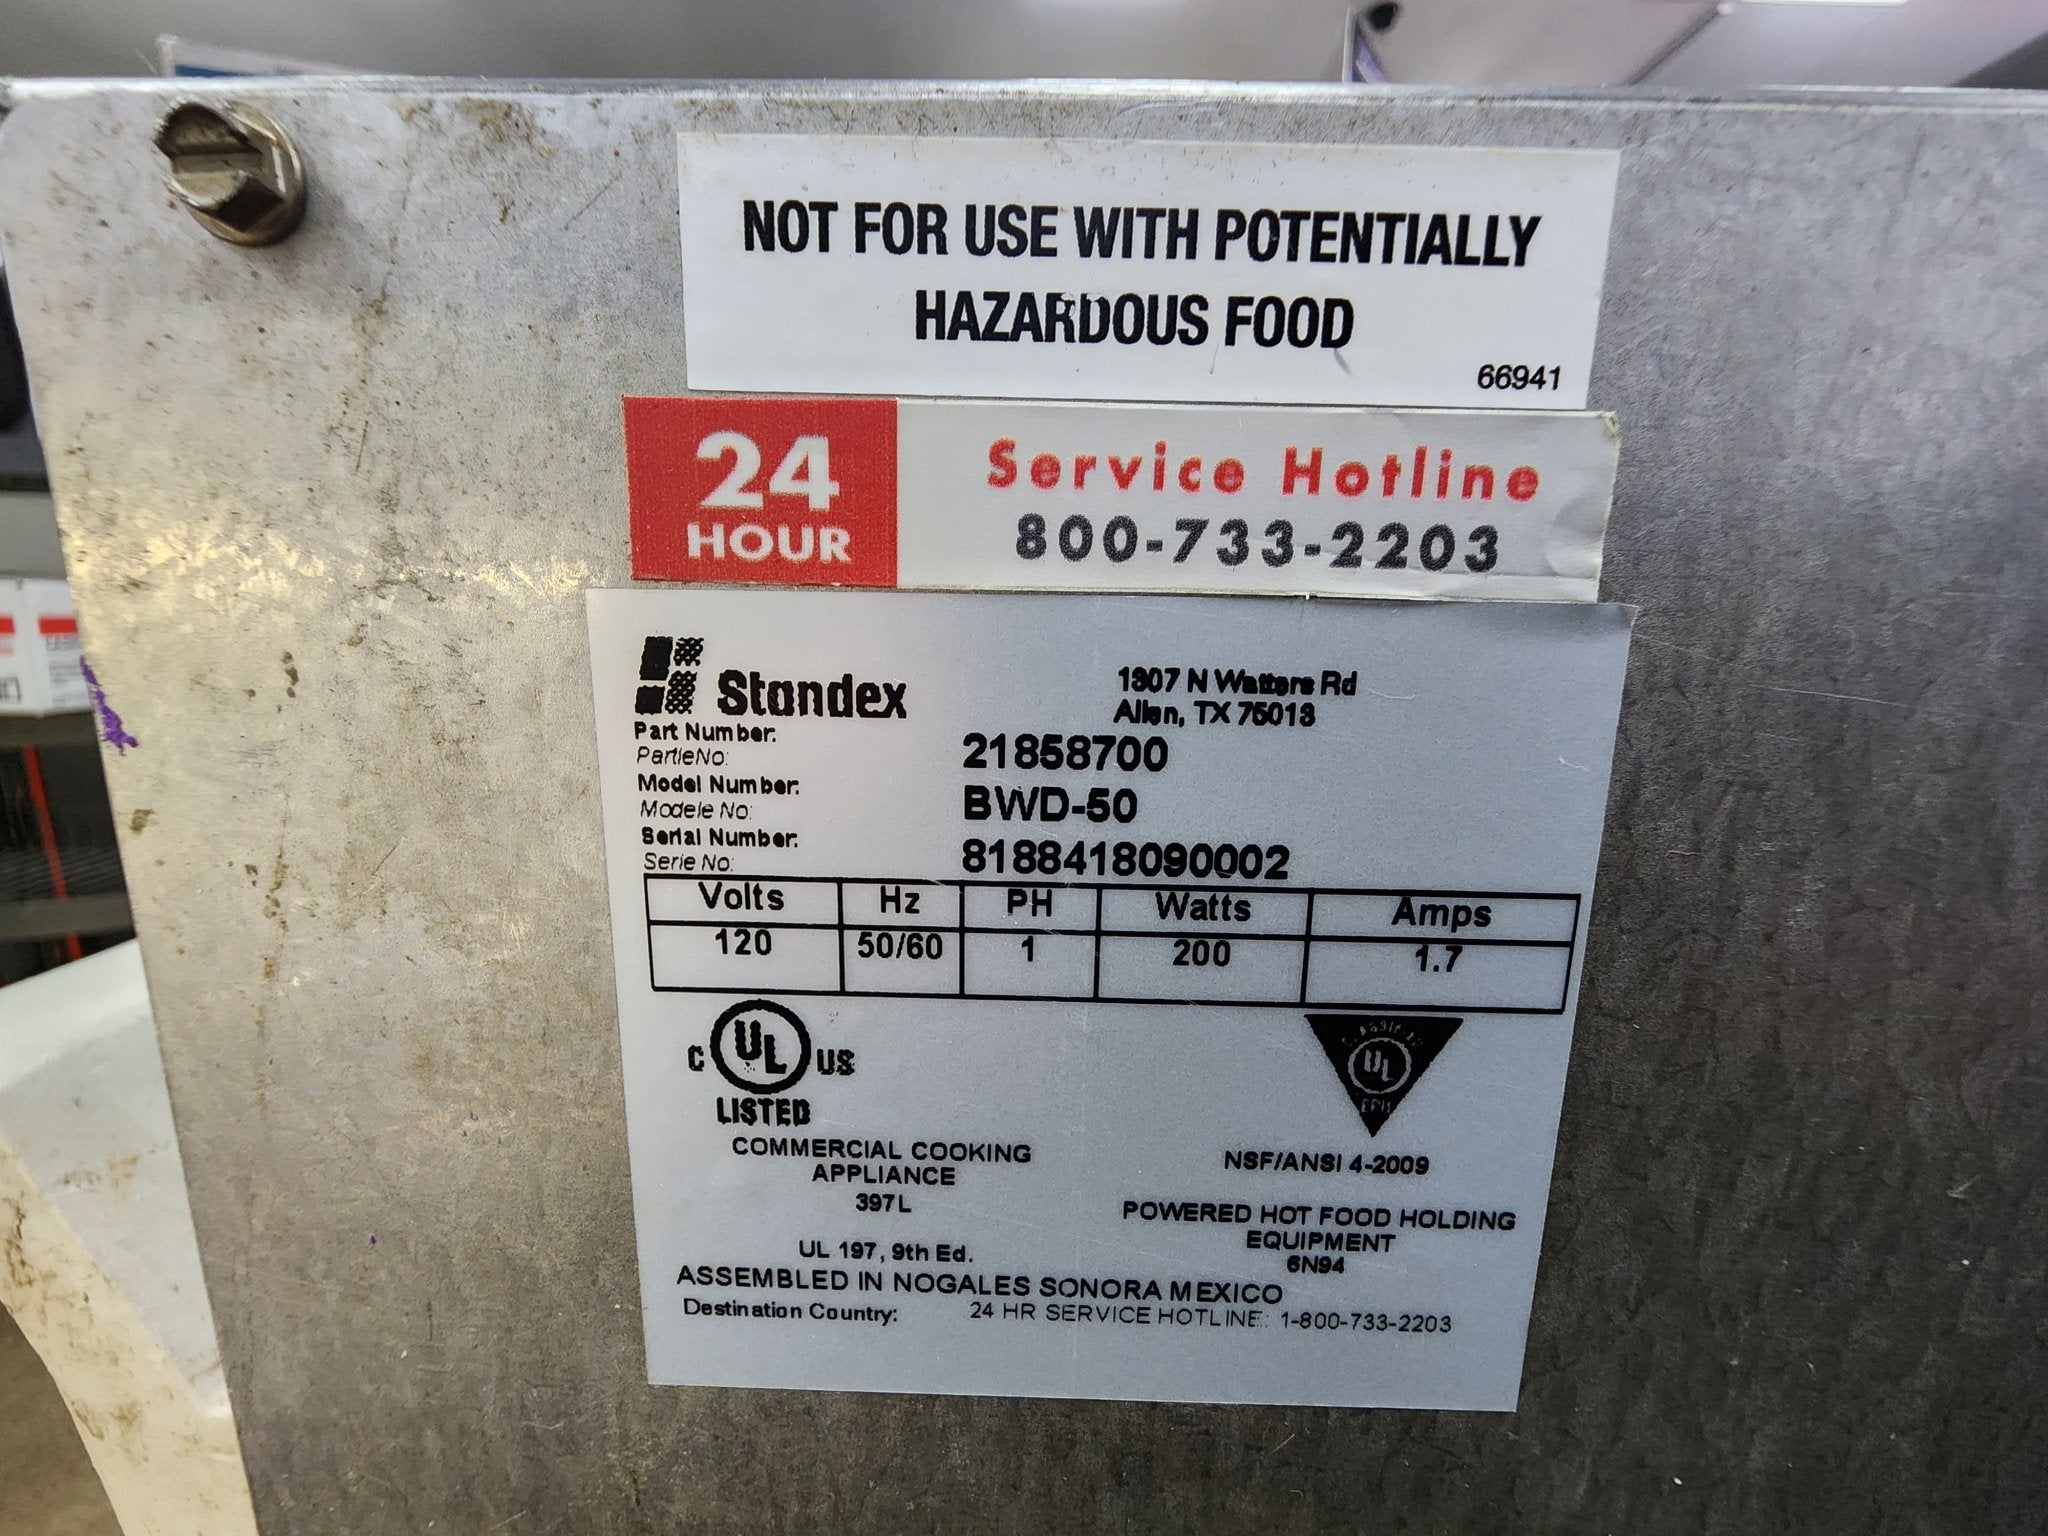 NOT FOR USE WITH POTENTIALLY
HAZARDOUS FOOD
66941
24
HOUR
Service Hotline
800-733-2203
Standex
1307 N Watters Rd
Allen, TX 75013
Part Number:
PartieNo:
21858700
Model Number:
Modele No:
BWD-50
Serial Number:
Serie No:
8188418090002
Volts Hz PH Watts Amps
120 50/60 1 200 1.7
C UL US
LISTED
COMMERCIAL COOKING
APPLIANCE
397L
UL 197, 9th Ed.
UL
EPH
NSF/ANSI 4-2009
POWERED HOT FOOD HOLDING
EQUIPMENT
6N94
ASSEMBLED IN NOGALES SONORA MEXICO
Destination Country: 24 HR SERVICE HOTLINE: 1-800-733-2203